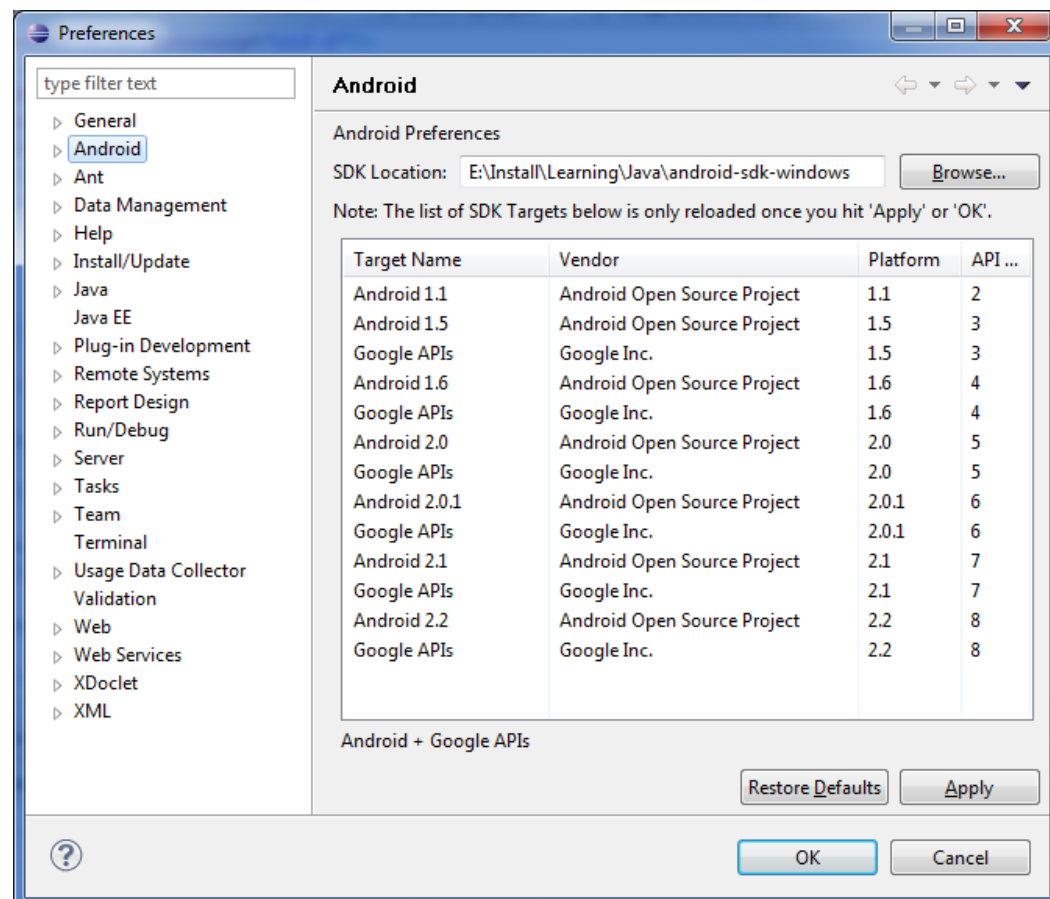 Preferences
type filter text
General
Android
Ant
Data Management
Help
Install/Update
Java
Java EE
Plug-in Development
Remote Systems
Report Design
Run/Debug
Server
Tasks
Team
Terminal
Usage Data Collector
Validation
Web
Web Services
XDoclet
XML
Android
Android Preferences
SDK Location: E:\Install\Learning\Java\android-sdk-windows Browse...
Note: The list of SDK Targets below is only reloaded once you hit 'Apply' or 'OK'.
Target Name Vendor Platform API ...
Android 1.1 Android Open Source Project 1.1 2
Android 1.5 Android Open Source Project 1.5 3
Google APIs Google Inc. 1.5 3
Android 1.6 Android Open Source Project 1.6 4
Google APIs Google Inc. 1.6 4
Android 2.0 Android Open Source Project 2.0 5
Google APIs Google Inc. 2.0 5
Android 2.0.1 Android Open Source Project 2.0.1 6
Google APIs Google Inc. 2.0.1 6
Android 2.1 Android Open Source Project 2.1 7
Google APIs Google Inc. 2.1 7
Android 2.2 Android Open Source Project 2.2 8
Google APIs Google Inc. 2.2 8
Android + Google APIs
Restore Defaults Apply
OK Cancel